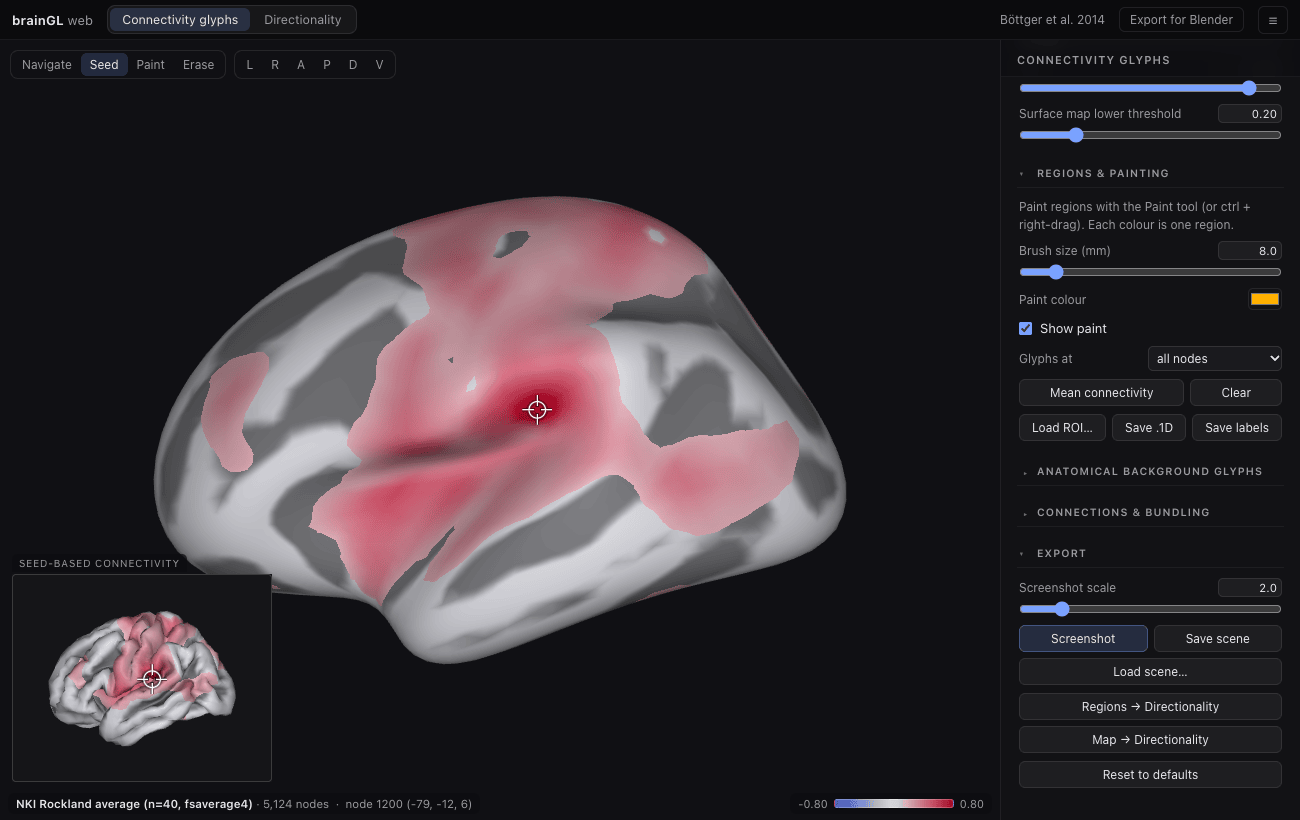 brainGL web Connectivity glyphs Directionality Böttger et al. 2014 Export for Blender
Navigate Seed Paint Erase L R A P D V
CONNECTIVITY GLYPHS
Surface map lower threshold 0.20
REGIONS & PAINTING
Paint regions with the Paint tool (or ctrl +
right-drag). Each colour is one region.
Brush size (mm) 8.0
Paint colour
Show paint
Glyphs at all nodes
Mean connectivity Clear
Load ROI... Save .1D Save labels
ANATOMICAL BACKGROUND GLYPHS
CONNECTIONS & BUNDLING
EXPORT
Screenshot scale 2.0
Screenshot Save scene
Load scene...
Regions → Directionality
Map → Directionality
Reset to defaults
SEED-BASED CONNECTIVITY
NKI Rockland average (n=40, fsaverage4) · 5,124 nodes · node 1200 (-79, -12, 6)
-0.80 0.80